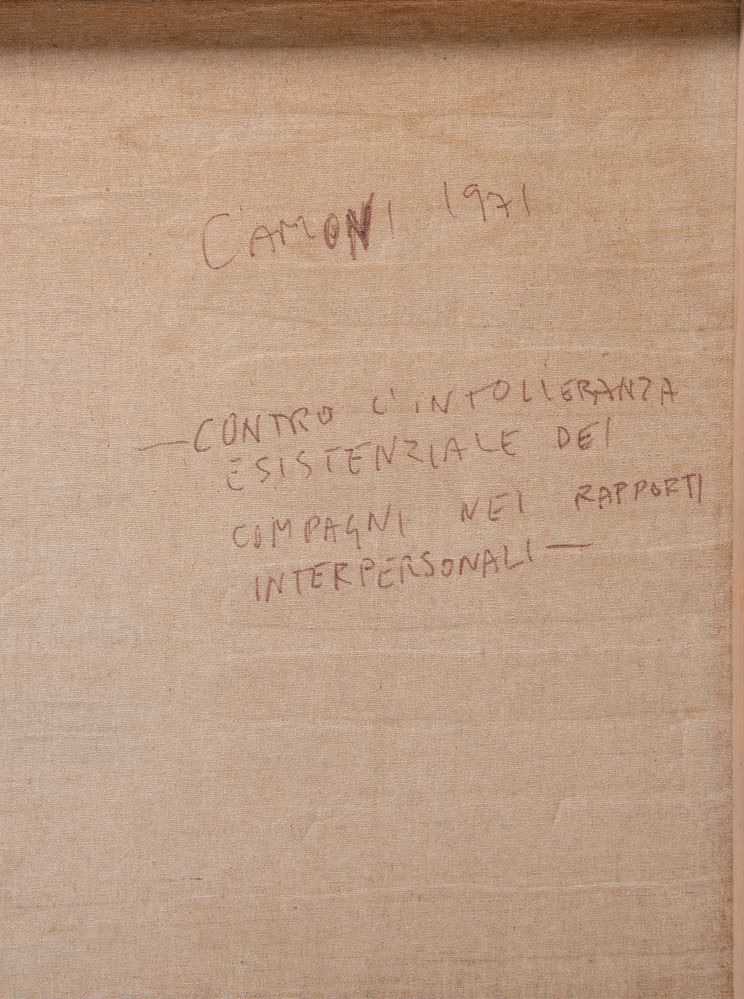 CAMONI 1971
—CONTRO L'INTOLLERANZA
ESISTENZIALE DEI
COMPAGNI NEI RAPPORTI
INTERPERSONALI—